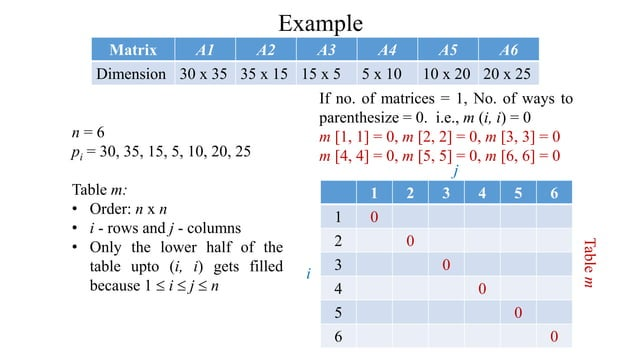 Example
Matrix A1 A2 A3 A4 A5 A6
Dimension 30 x 35 35 x 15 15 x 5 5 x 10 10 x 20 20 x 25
If no. of matrices = 1, No. of ways to
parenthesize = 0. i.e., m (i, i) = 0
m [1, 1] = 0, m [2, 2] = 0, m [3, 3] = 0
m [4, 4] = 0, m [5, 5] = 0, m [6, 6] = 0
n = 6
pi = 30, 35, 15, 5, 10, 20, 25
Table m:
• Order: n x n
• i - rows and j - columns
• Only the lower half of the
table upto (i, i) gets filled
because 1 ≤ i ≤ j ≤ n
j
1 2 3 4 5 6
1 0
2 0
3 0
4 0
5 0
6 0
i
Table m